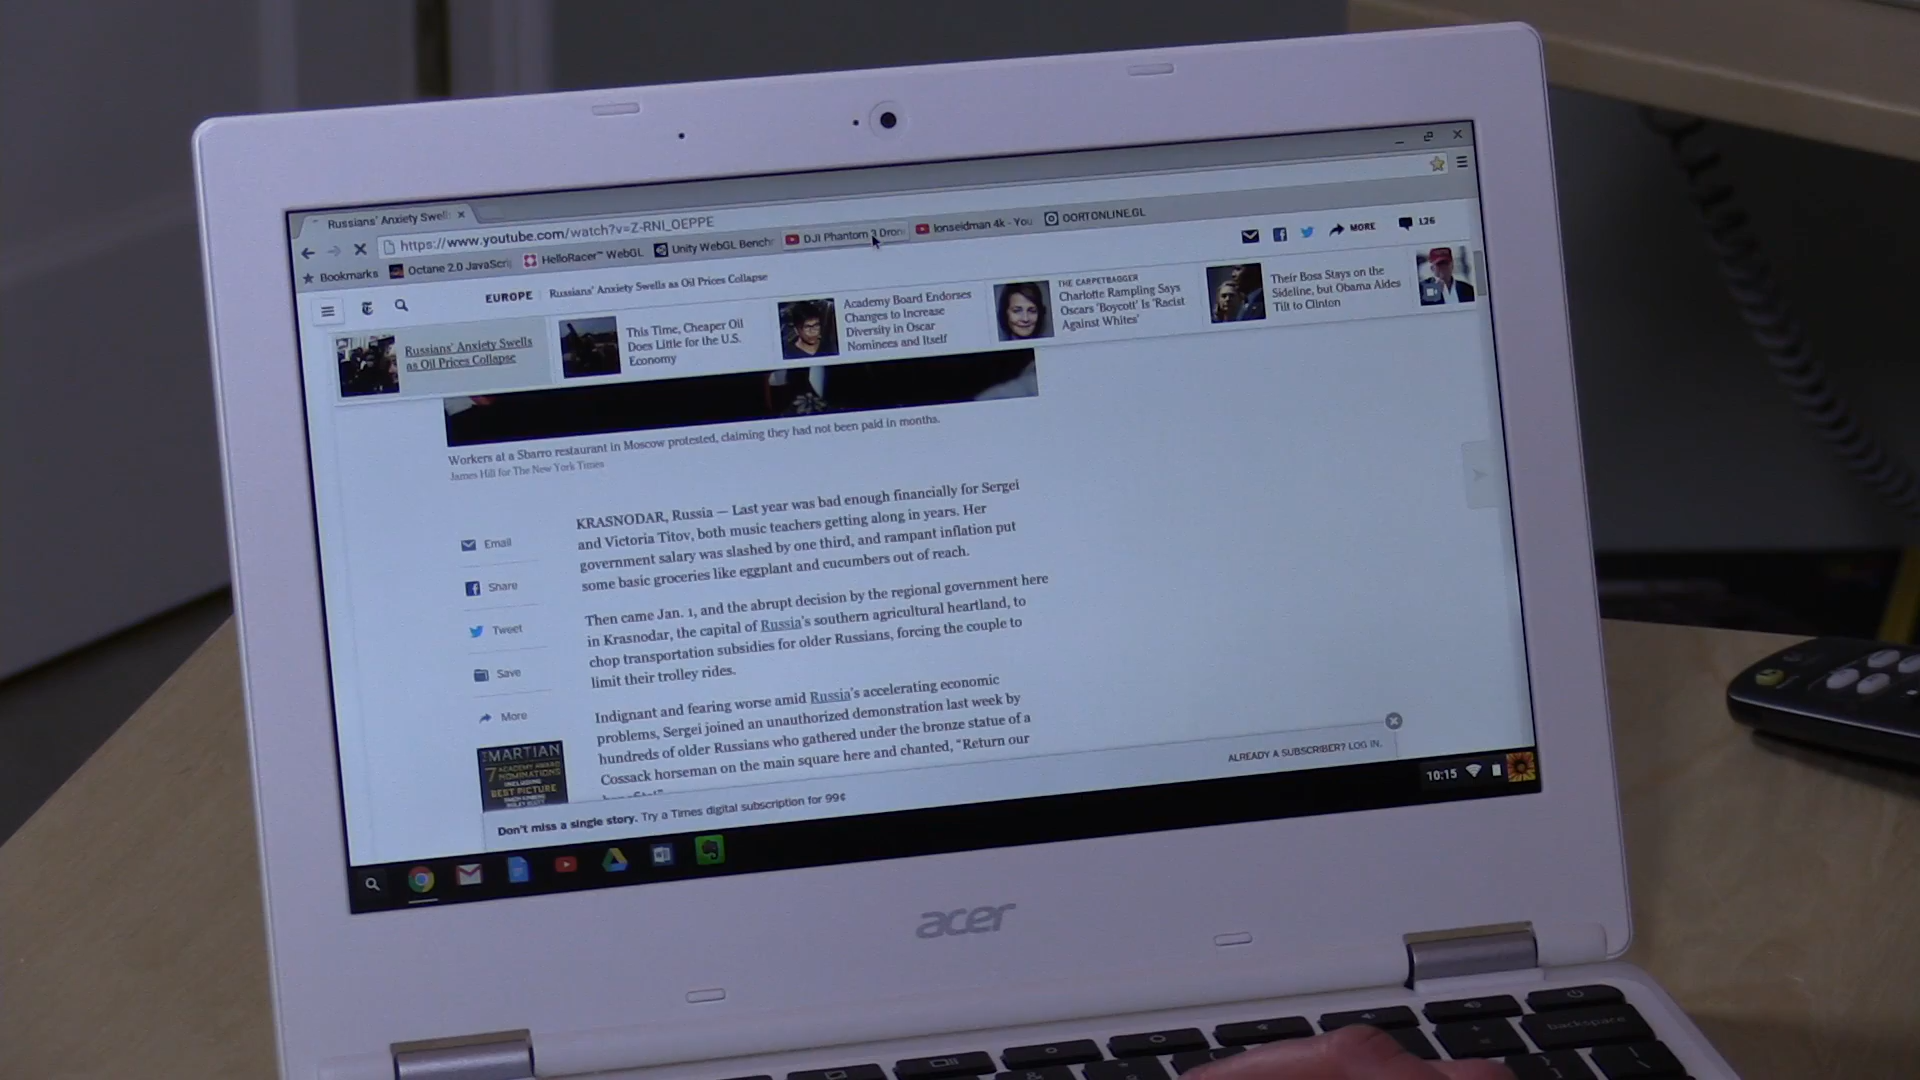 Russians' Anxiety Swell
https://www.youtube.com/watch?v=Z-RNI_OEPPE
Bookmarks
Octane 2.0 JavaScri
HelloRacer™ WebGL
Unity WebGL Bench
DJI Phantom 3 Dron
lonseidman 4k - You
OORTONLINE.GL
EUROPE
Russians' Anxiety Swells as Oil Prices Collapse
MORE
126
Russians' Anxiety Swells
as Oil Prices Collapse
This Time, Cheaper Oil
Does Little for the U.S.
Economy
Academy Board Endorses
Changes to Increase
Diversity in Oscar
Nominees and Itself
THE CARPETBAGGER
Charlotte Rampling Says
Oscars 'Boycott' Is 'Racist
Against Whites'
Their Boss Stays on the
Sideline, but Obama Aides
Tilt to Clinton
Workers at a Sbarro restaurant in Moscow protested, claiming they had not been paid in months.
James Hill for The New York Times
Email
Share
Tweet
Save
More
KRASNODAR, Russia — Last year was bad enough financially for Sergei
and Victoria Titov, both music teachers getting along in years. Her
government salary was slashed by one third, and rampant inflation put
some basic groceries like eggplant and cucumbers out of reach.
Then came Jan. 1, and the abrupt decision by the regional government here
in Krasnodar, the capital of Russia's southern agricultural heartland, to
chop transportation subsidies for older Russians, forcing the couple to
limit their trolley rides.
Indignant and fearing worse amid Russia's accelerating economic
problems, Sergei joined an unauthorized demonstration last week by
hundreds of older Russians who gathered under the bronze statue of a
Cossack horseman on the main square here and chanted, "Return our
MARTIAN
7 ACADEMY AWARD
NOMINATIONS
INCLUDING
BEST PICTURE
Don't miss a single story. Try a Times digital subscription for 99¢
ALREADY A SUBSCRIBER? LOG IN.
10:15
acer
backspace